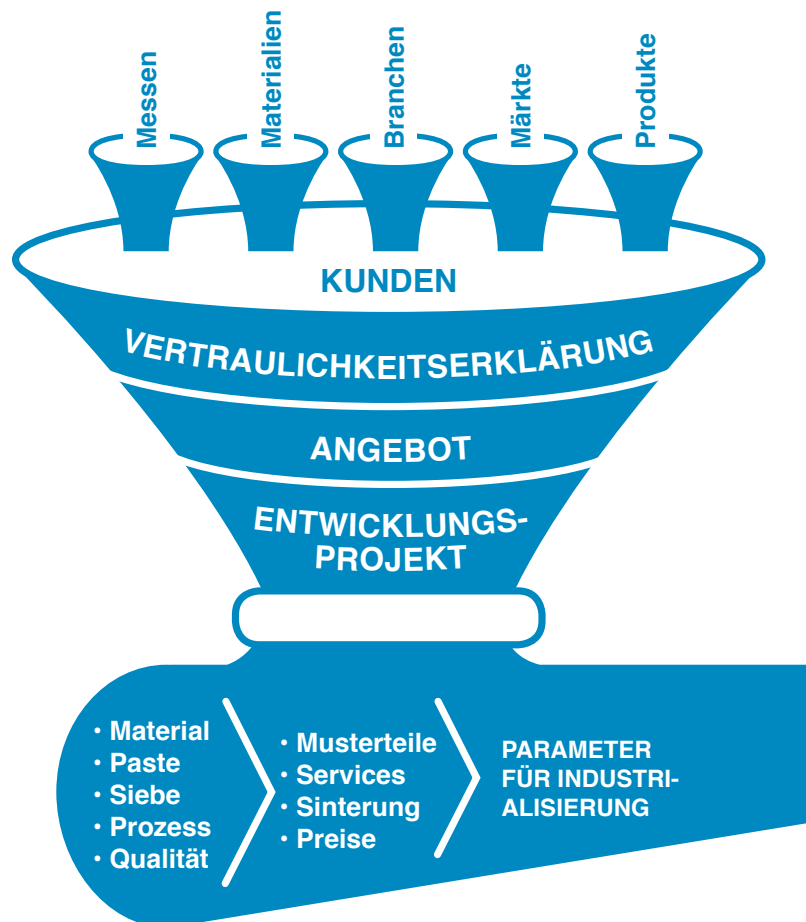 Messen
Materialien
Branchen
Märkte
Produkte
KUNDEN
VERTRAULICHKEITSERKLÄRUNG
ANGEBOT
ENTWICKLUNGS-
PROJEKT
· Material
· Paste
· Siebe
· Prozess
· Qualität
· Musterteile
· Services
· Sinterung
· Preise
PARAMETER
FÜR INDUSTRI-
ALISIERUNG